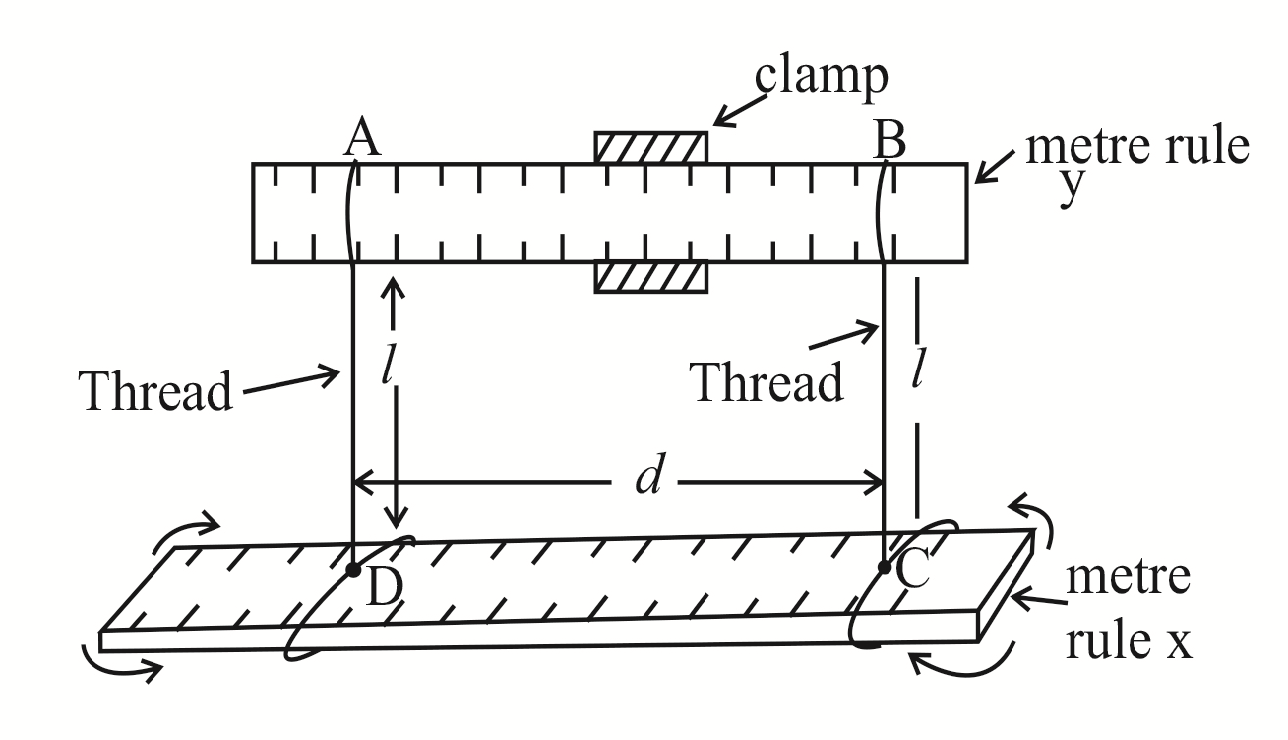 clamp
A
B
metre rule
y
l
Thread
Thread
l
d
D
C
metre
rule x